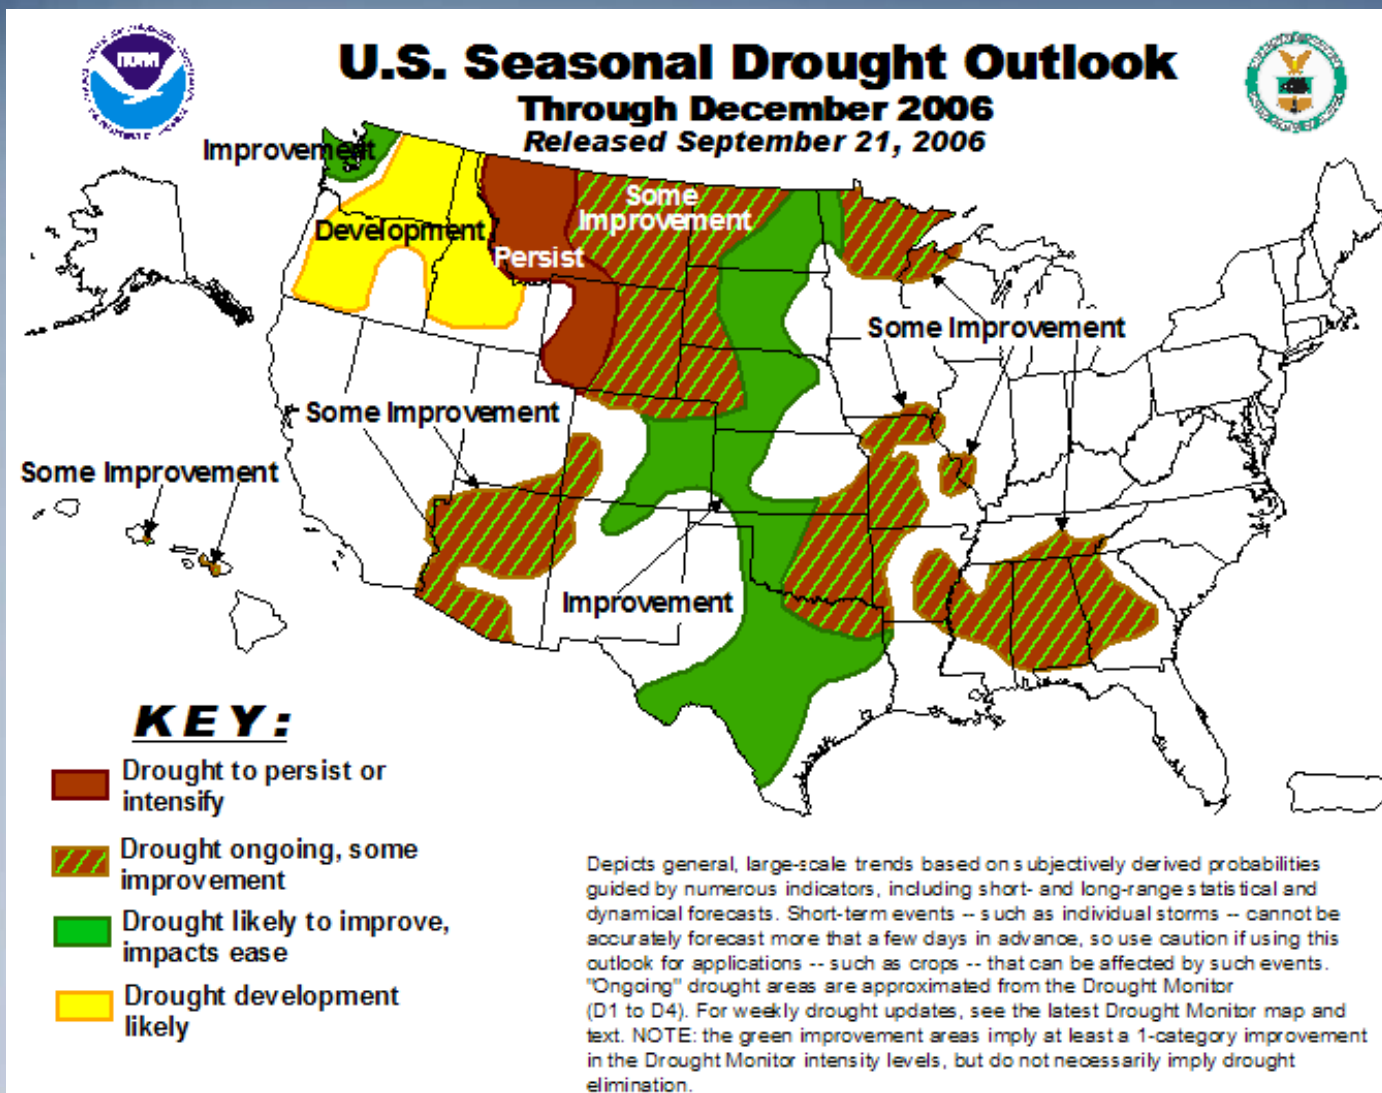 U.S. Seasonal Drought Outlook
Through December 2006
Released September 21, 2006
NOAA
Improvement
Some
Improvement
Development
Persist
Some Improvement
Some Improvement
Some Improvement
Improvement
KEY:
Drought to persist or
intensify
Drought ongoing, some
improvement
Drought likely to improve,
impacts ease
Drought development
likely
Depicts general, large-scale trends based on subjectively derived probabilities
guided by numerous indicators, including short- and long-range statistical and
dynamical forecasts. Short-term events -- such as individual storms -- cannot be
accurately forecast more that a few days in advance, so use caution if using this
outlook for applications -- such as crops -- that can be affected by such events.
"Ongoing" drought areas are approximated from the Drought Monitor
(D1 to D4). For weekly drought updates, see the latest Drought Monitor map and
text. NOTE: the green improvement areas imply at least a 1-category improvement
in the Drought Monitor intensity levels, but do not necessarily imply drought
elimination.